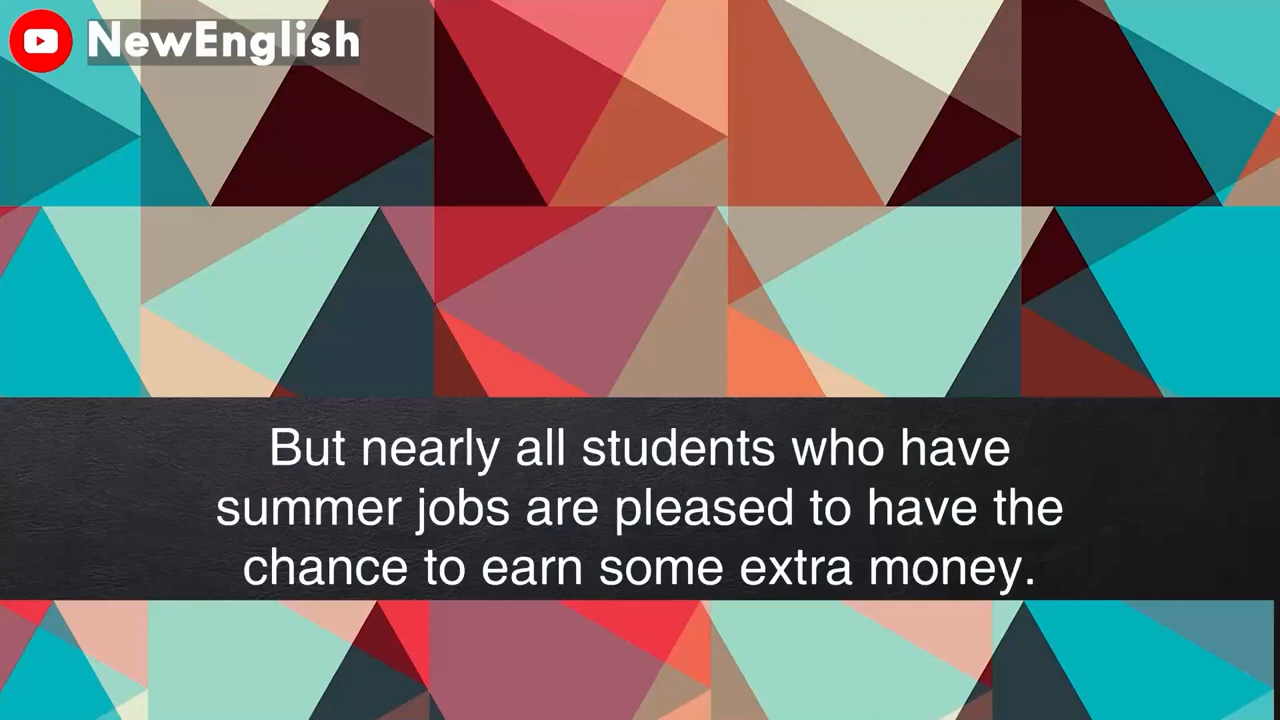 NewEnglish
But nearly all students who have
summer jobs are pleased to have the
chance to earn some extra money.